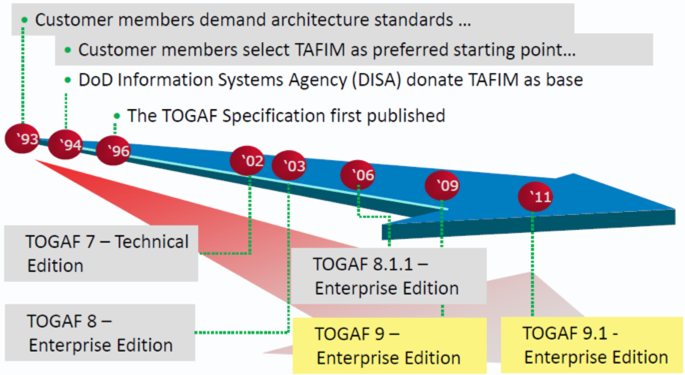 Customer members demand architecture standards ...
Customer members select TAFIM as preferred starting point...
DoD Information Systems Agency (DISA) donate TAFIM as base
The TOGAF Specification first published
‘93
‘94
‘96
‘02
‘03
‘06
‘09
‘11
TOGAF 7 – Technical
Edition
TOGAF 8 –
Enterprise Edition
TOGAF 8.1.1 –
Enterprise Edition
TOGAF 9 –
Enterprise Edition
TOGAF 9.1 -
Enterprise Edition